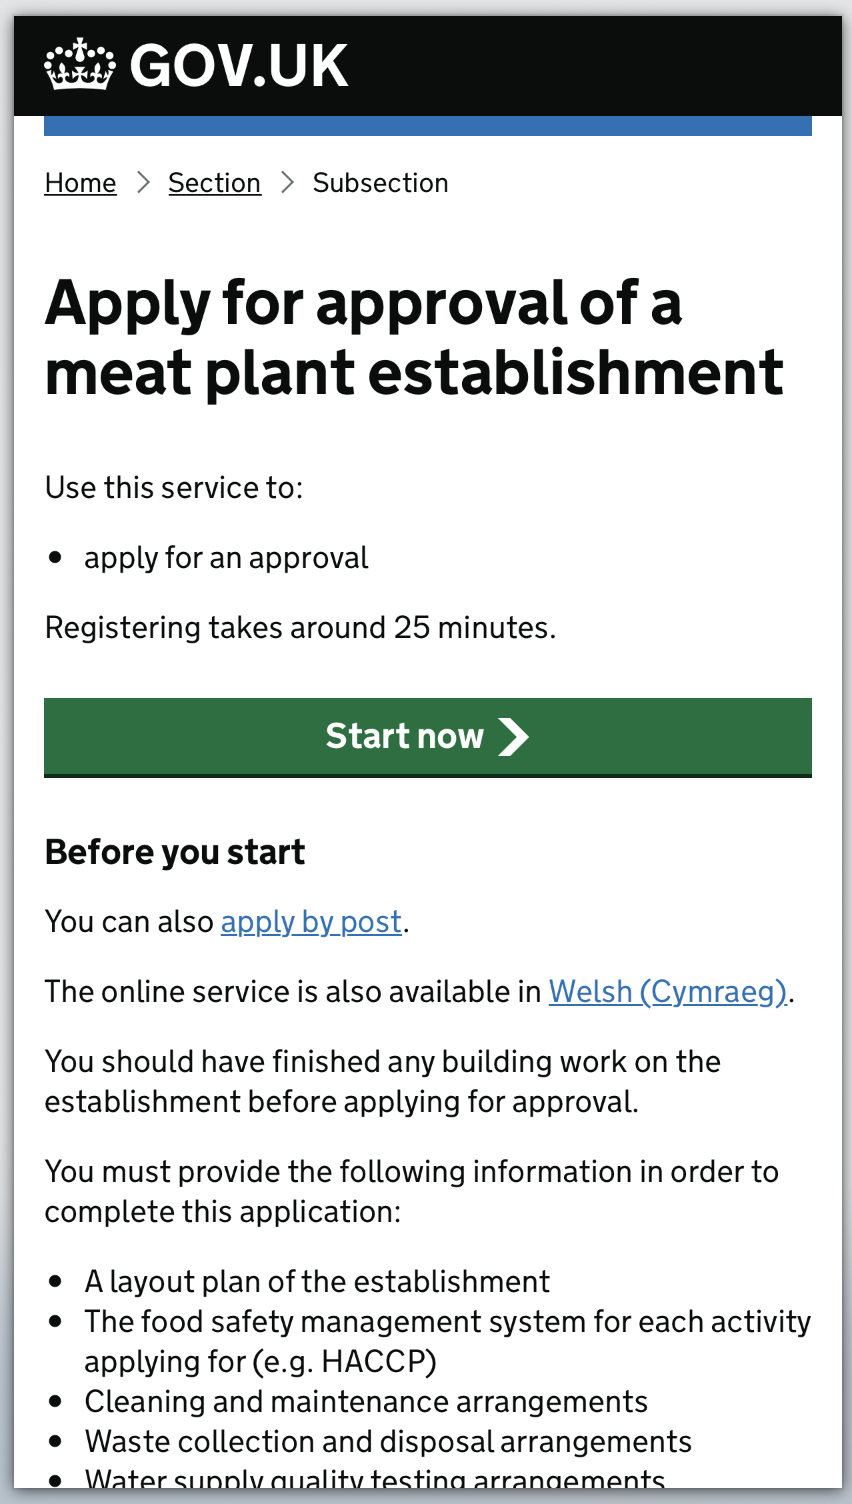 GOV.UK
Home > Section > Subsection
Apply for approval of a
meat plant establishment
Use this service to:
• apply for an approval
Registering takes around 25 minutes.
Start now
Before you start
You can also apply by post.
The online service is also available in Welsh (Cymraeg).
You should have finished any building work on the
establishment before applying for approval.
You must provide the following information in order to
complete this application:
• A layout plan of the establishment
• The food safety management system for each activity
applying for (e.g. HACCP)
• Cleaning and maintenance arrangements
• Waste collection and disposal arrangements
• Water supply quality testing arrangements